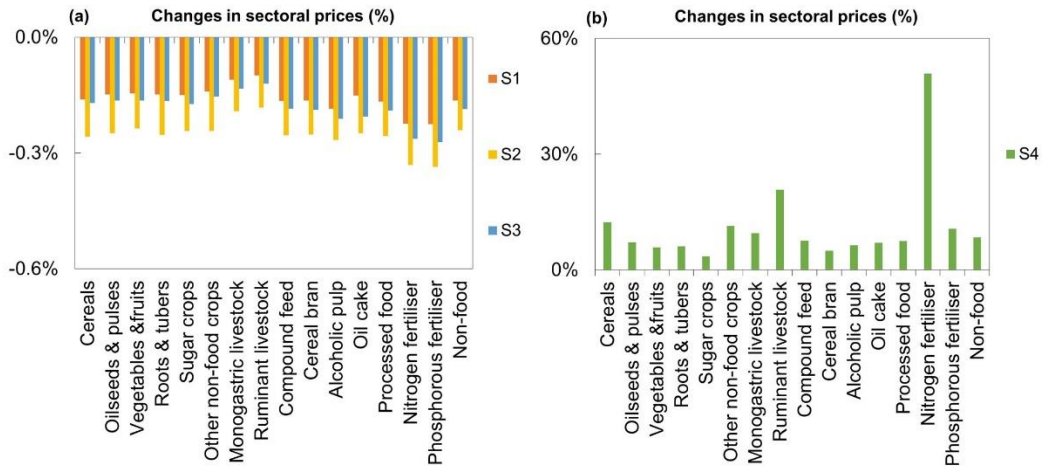 (a) Changes in sectoral prices (%)
0.0%
-0.3%
-0.6%
S1
S2
S3
Cereals
Oilseeds & pulses
Vegetables &fruits
Roots & tubers
Sugar crops
Other non-food crops
Monogastric livestock
Ruminant livestock
Compound feed
Cereal bran
Alcoholic pulp
Oil cake
Processed food
Nitrogen fertiliser
Phosphorous fertiliser
Non-food
(b) Changes in sectoral prices (%)
60%
30%
0%
S4
Cereals
Oilseeds & pulses
Vegetables &fruits
Roots & tubers
Sugar crops
Other non-food crops
Monogastric livestock
Ruminant livestock
Compound feed
Cereal bran
Alcoholic pulp
Oil cake
Processed food
Nitrogen fertiliser
Phosphorous fertiliser
Non-food